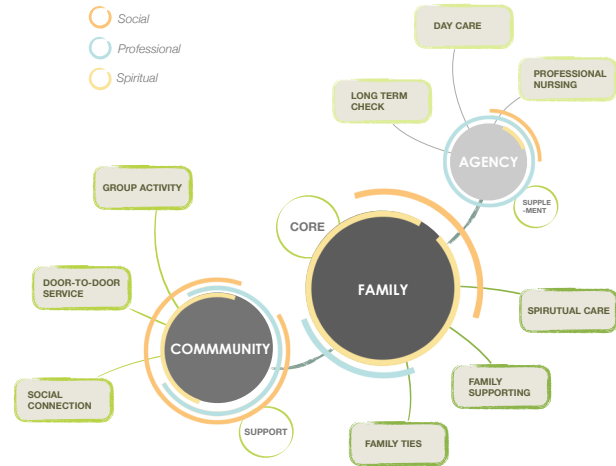 Social
Professional
Spiritual
DAY CARE
PROFESSIONAL
NURSING
LONG TERM
CHECK
AGENCY
SUPPLE
-MENT
GROUP ACTIVITY
CORE
FAMILY
DOOR-TO-DOOR
SERVICE
SPIRUTUAL CARE
COMMMUNITY
SOCIAL
CONNECTION
FAMILY
SUPPORTING
SUPPORT
FAMILY TIES